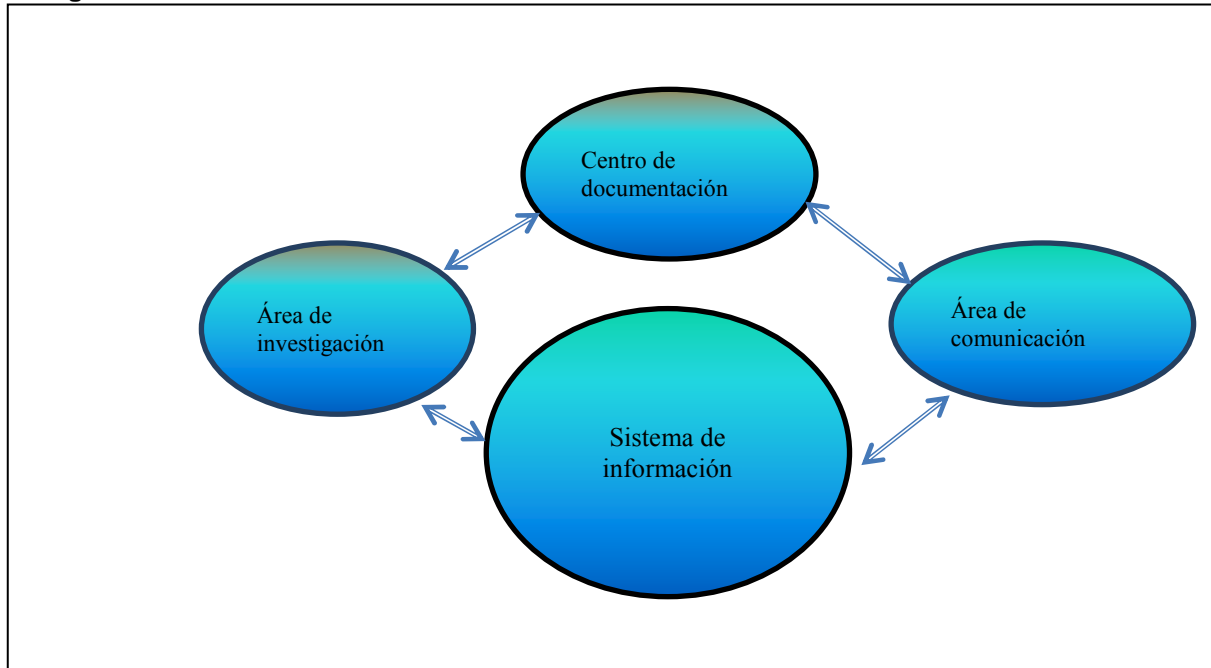 Centro de
documentación
Área de
investigación
Área de
comunicación
Sistema de
información